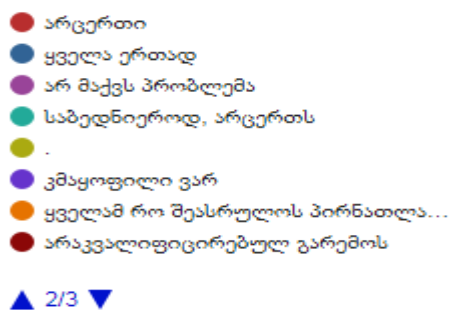 არცერთი
ყველა ერთად
არ მაქვს პრობლემა
საბედნიეროდ, არცერთს
.
კმაყოფილი ვარ
ყველამ რო შეასრულოს პირნათლა...
არაკვალიფიცირებულ გარემოს
2/3